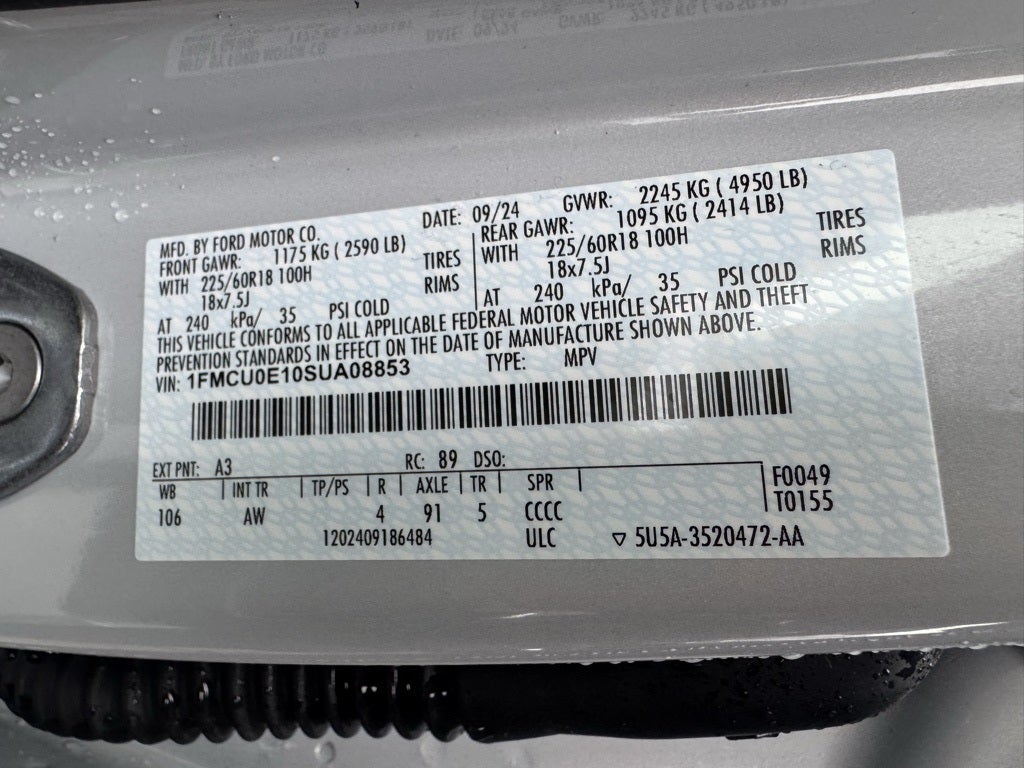 MFD. BY FORD MOTOR CO.
DATE: 09/24 GVWR: 2245 KG ( 4950 LB)
FRONT GAWR: 1175 KG ( 2590 LB)
REAR GAWR: 1095 KG ( 2414 LB)
WITH 225/60R18 100H TIRES
18x7.5J RIMS
AT 240 kPa/ 35 PSI COLD
WITH 225/60R18 100H TIRES
18x7.5J RIMS
AT 240 kPa/ 35 PSI COLD
THIS VEHICLE CONFORMS TO ALL APPLICABLE FEDERAL MOTOR VEHICLE SAFETY AND THEFT
PREVENTION STANDARDS IN EFFECT ON THE DATE OF MANUFACTURE SHOWN ABOVE.
VIN: 1FMCU0E10SUA08853 TYPE: MPV
EXT PNT: A3 RC: 89 DSO:
WB INT TR TP/PS R AXLE TR SPR
106 AW 4 91 5 CCCC
F0049
T0155
1202409186484 ULC ▽ 5U5A-3520472-AA